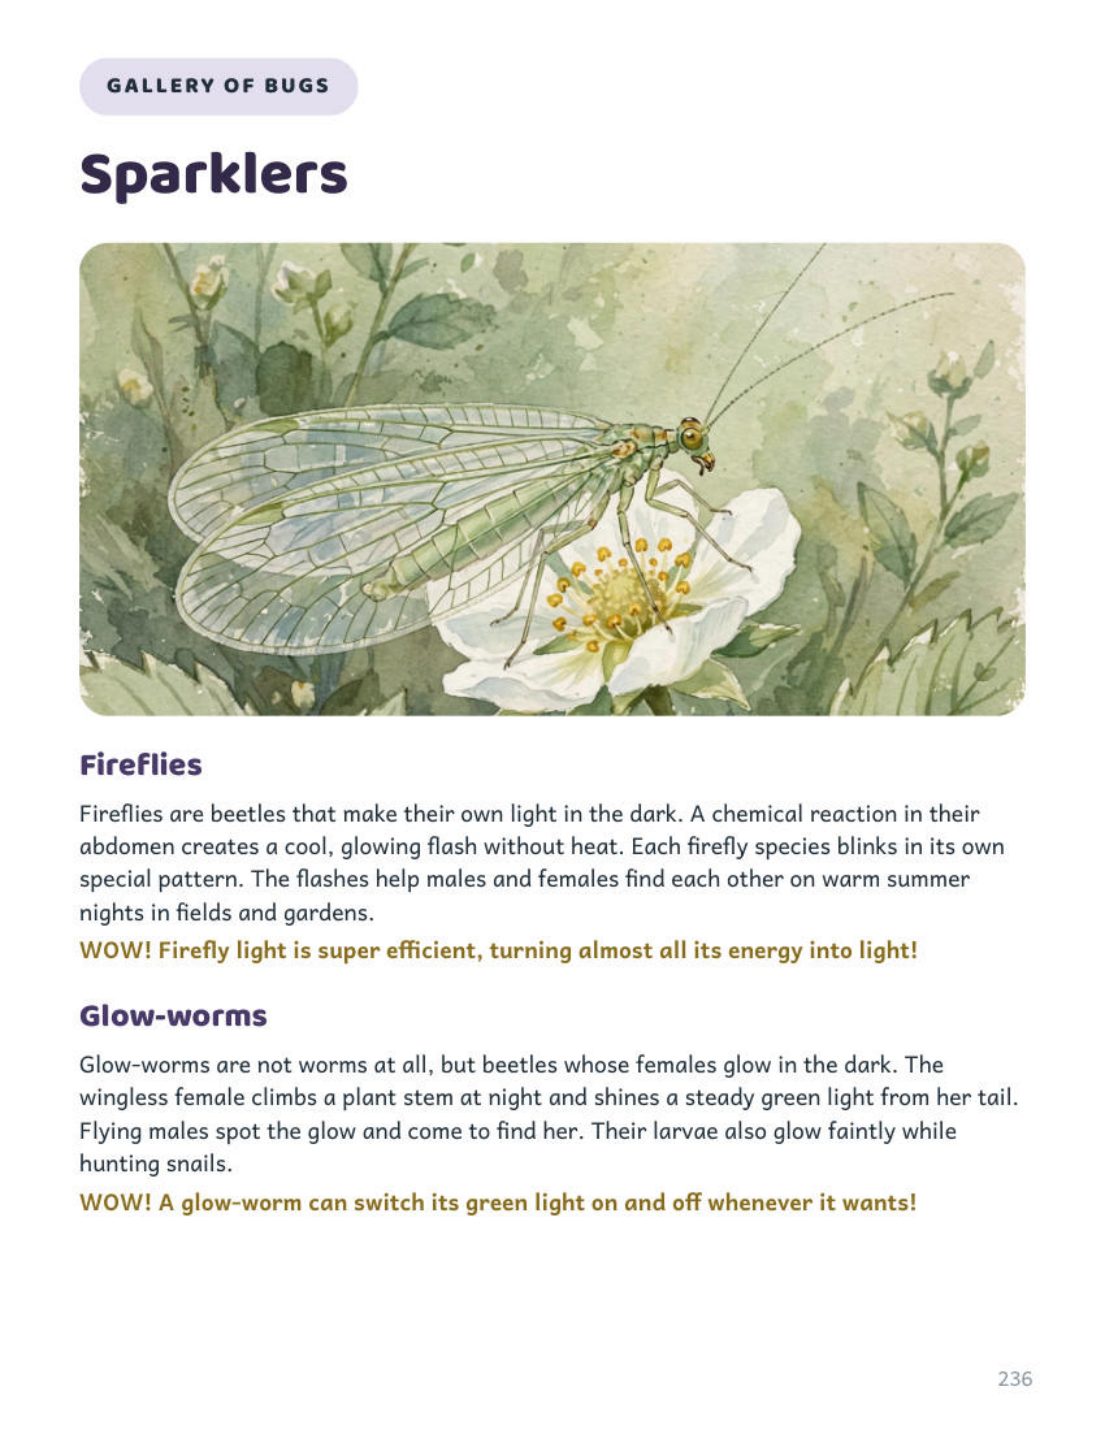 GALLERY OF BUGS
Sparklers
Fireflies
Fireflies are beetles that make their own light in the dark. A chemical reaction in their
abdomen creates a cool, glowing flash without heat. Each firefly species blinks in its own
special pattern. The flashes help males and females find each other on warm summer
nights in fields and gardens.
WOW! Firefly light is super efficient, turning almost all its energy into light!
Glow-worms
Glow-worms are not worms at all, but beetles whose females glow in the dark. The
wingless female climbs a plant stem at night and shines a steady green light from her tail.
Flying males spot the glow and come to find her. Their larvae also glow faintly while
hunting snails.
WOW! A glow-worm can switch its green light on and off whenever it wants!
236